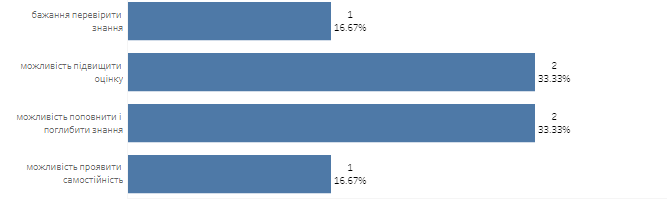 бажання перевірити
знання
1
16.67%
можливість підвищити
оцінку
2
33.33%
можливість поповнити і
поглибити знання
2
33.33%
можливість проявити
самостійність
1
16.67%